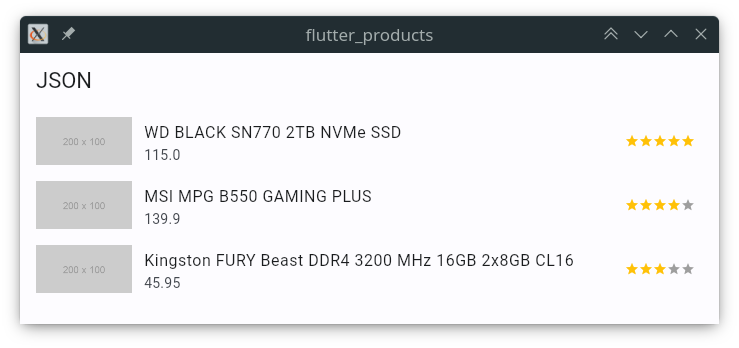 flutter_products
JSON
200 x 100
WD BLACK SN770 2TB NVMe SSD
115.0
200 x 100
MSI MPG B550 GAMING PLUS
139.9
200 x 100
Kingston FURY Beast DDR4 3200 MHz 16GB 2x8GB CL16
45.95